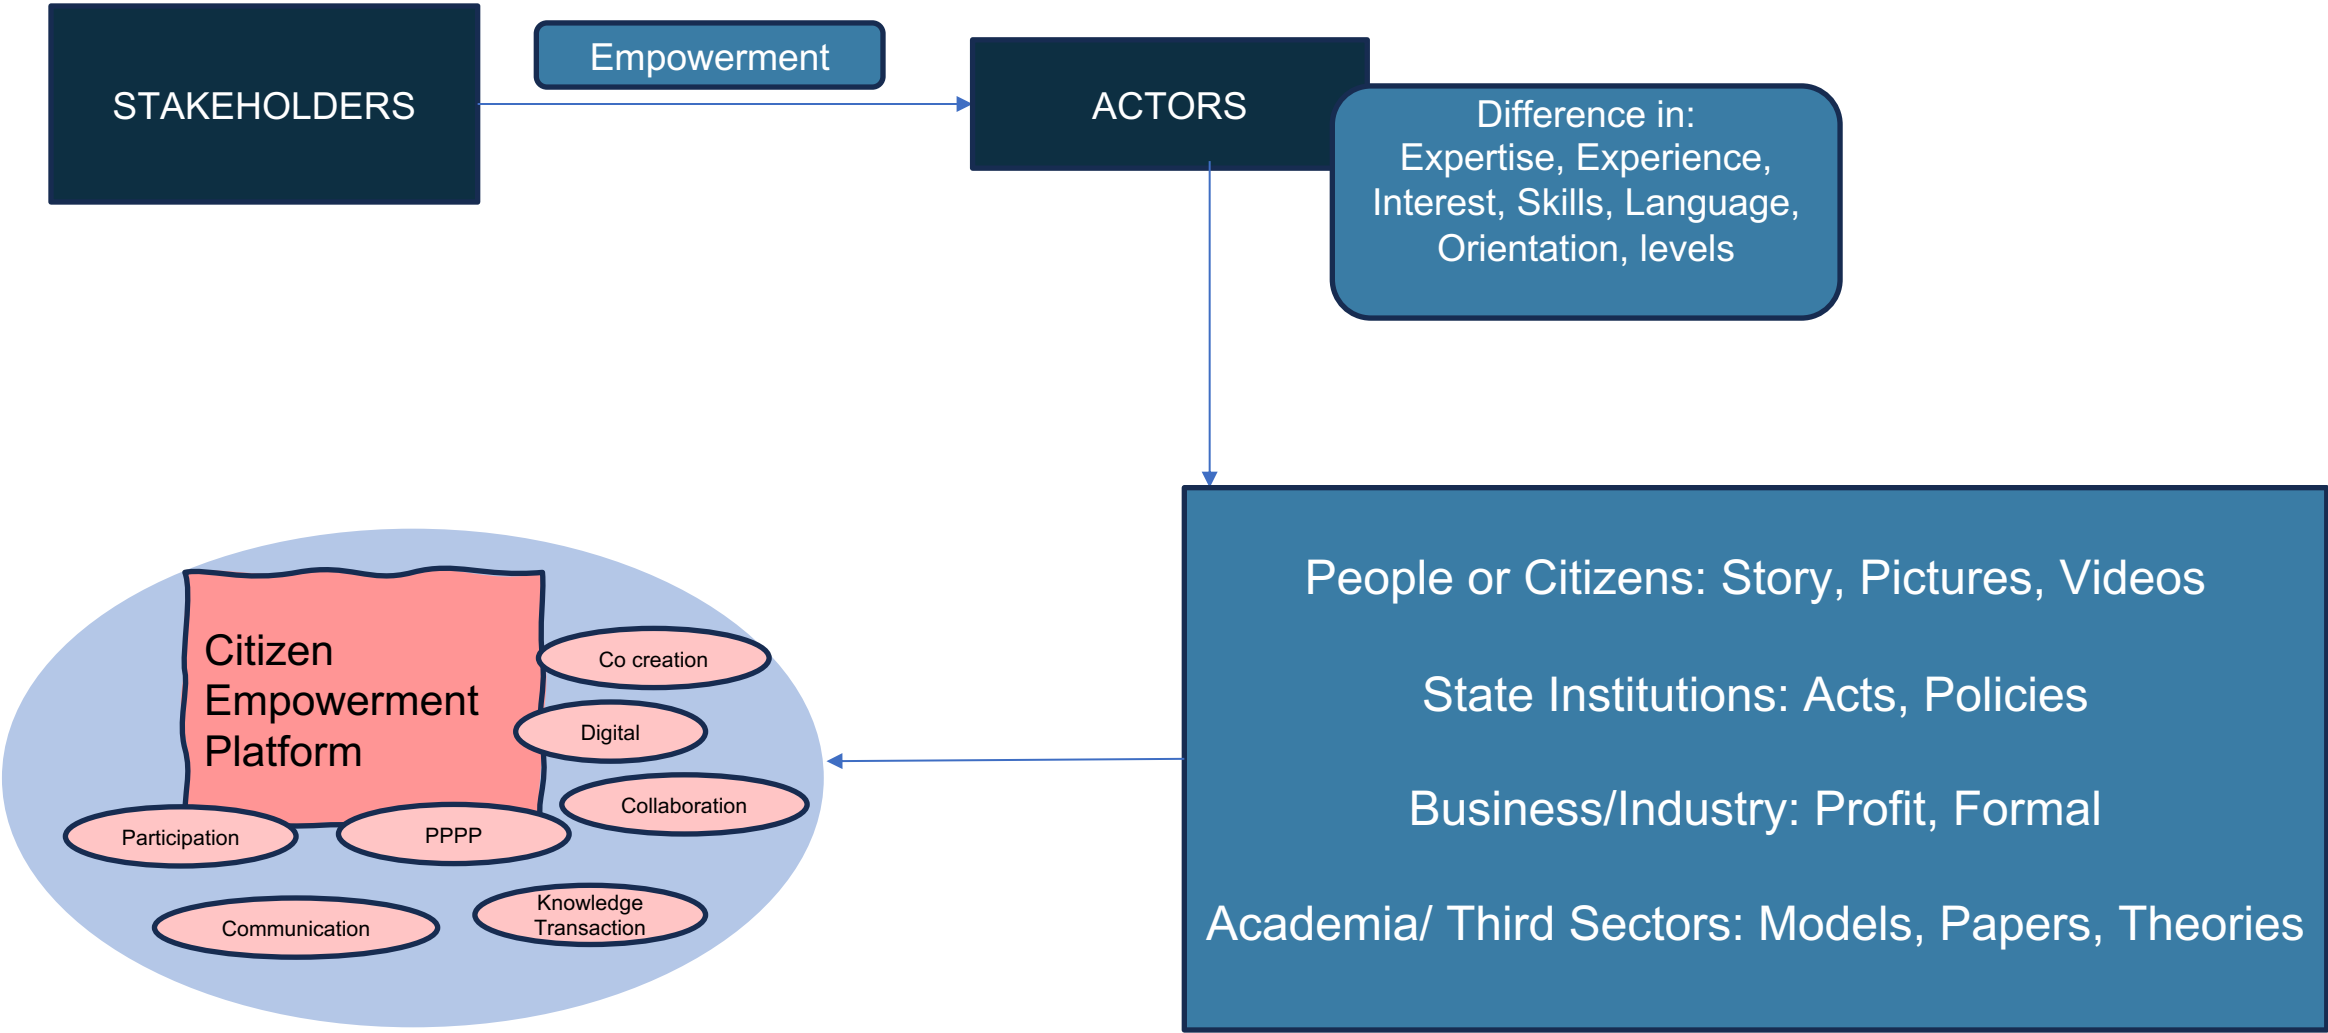 STAKEHOLDERS
Empowerment
ACTORS
Difference in:
Expertise, Experience,
Interest, Skills, Language,
Orientation, levels
People or Citizens: Story, Pictures, Videos
State Institutions: Acts, Policies
Business/Industry: Profit, Formal
Academia/ Third Sectors: Models, Papers, Theories
Citizen
Empowerment
Platform
Co creation
Digital
Collaboration
Participation
PPPP
Communication
Knowledge
Transaction